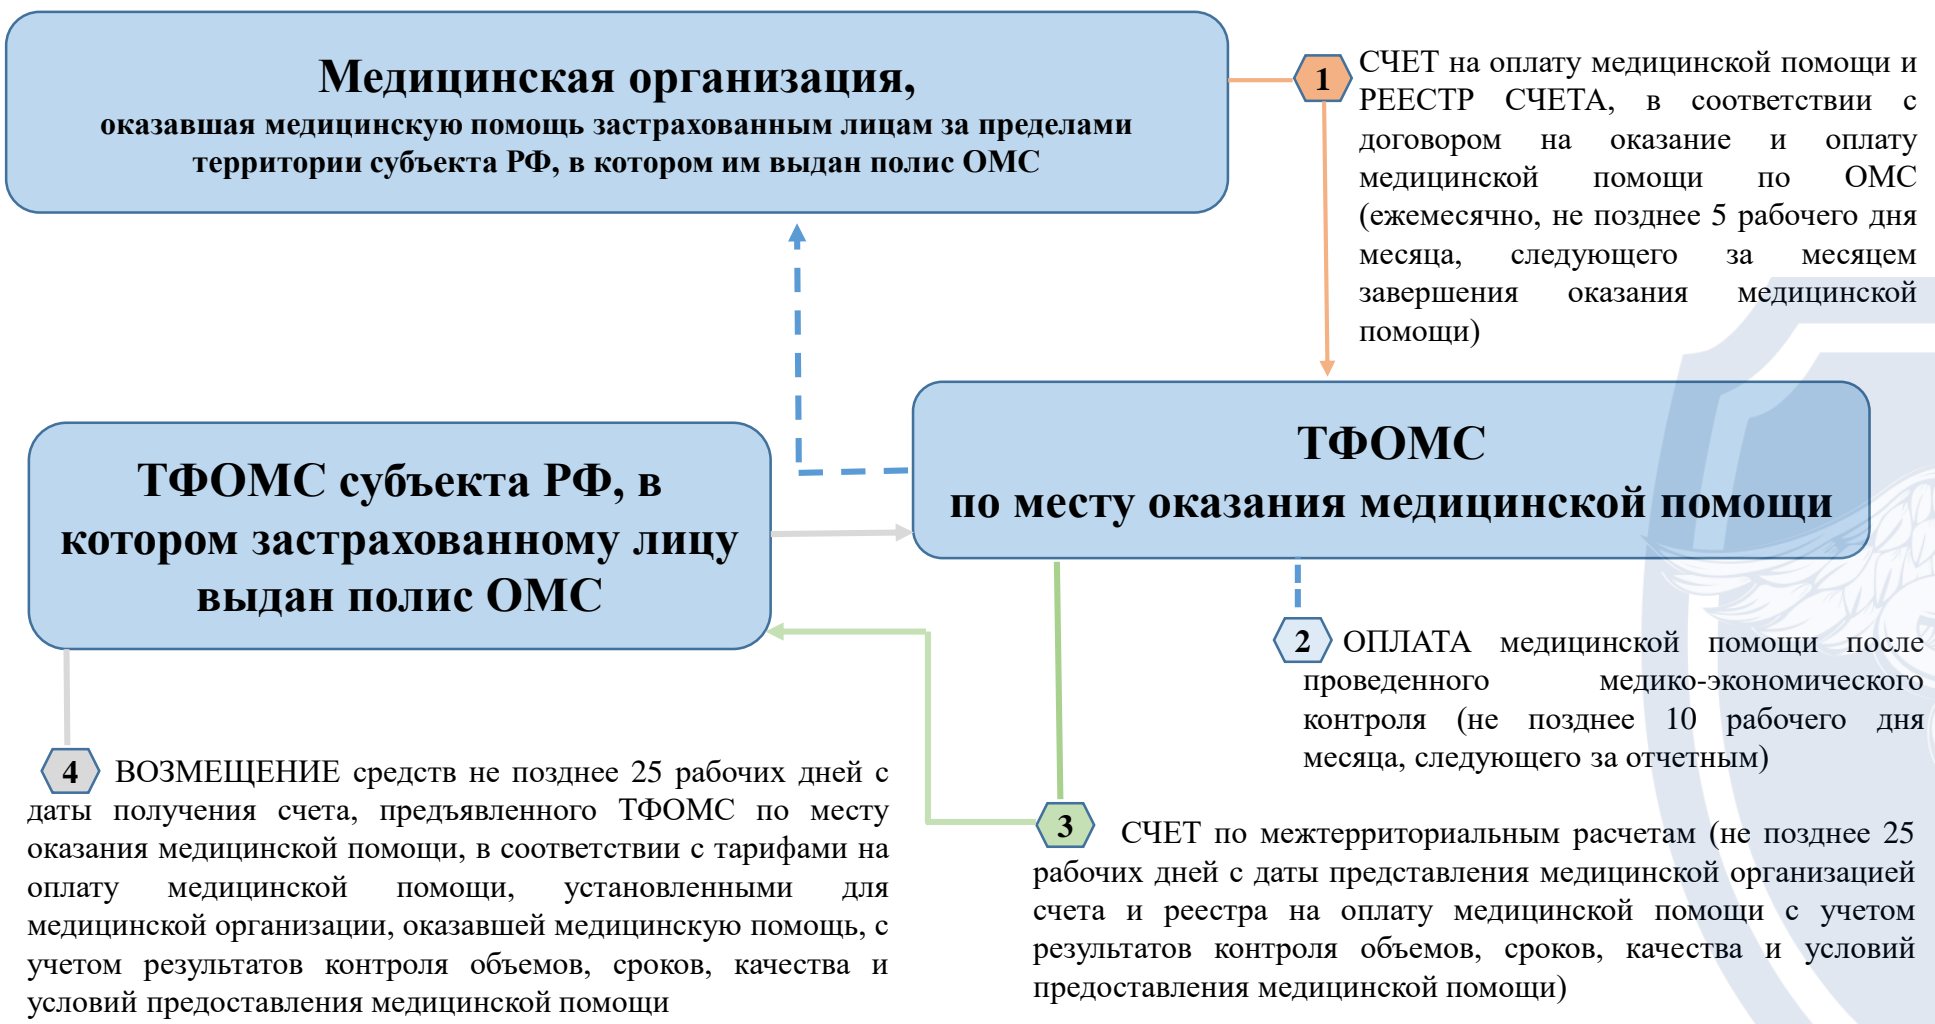 Медицинская организация,
оказавшая медицинскую помощь застрахованным лицам за пределами
территории субъекта РФ, в котором им выдан полис ОМС
1
СЧЕТ на оплату медицинской помощи и
РЕЕСТР СЧЕТА, в соответствии с
договором на оказание и оплату
медицинской помощи по ОМС
(ежемесячно, не позднее 5 рабочего дня
месяца, следующего за месяцем
завершения оказания медицинской
помощи)
ТФОМС
по месту оказания медицинской помощи
ТФОМС субъекта РФ, в
котором застрахованному лицу
выдан полис ОМС
2 ОПЛАТА медицинской помощи после
проведенного медико-экономического
контроля (не позднее 10 рабочего дня
месяца, следующего за отчетным)
4 ВОЗМЕЩЕНИЕ средств не позднее 25 рабочих дней с
даты получения счета, предъявленного ТФОМС по месту
оказания медицинской помощи, в соответствии с тарифами на
оплату медицинской помощи, установленными для
медицинской организации, оказавшей медицинскую помощь, с
учетом результатов контроля объемов, сроков, качества и
условий предоставления медицинской помощи
3 СЧЕТ по межтерриториальным расчетам (не позднее 25
рабочих дней с даты представления медицинской организацией
счета и реестра на оплату медицинской помощи с учетом
результатов контроля объемов, сроков, качества и условий
предоставления медицинской помощи)